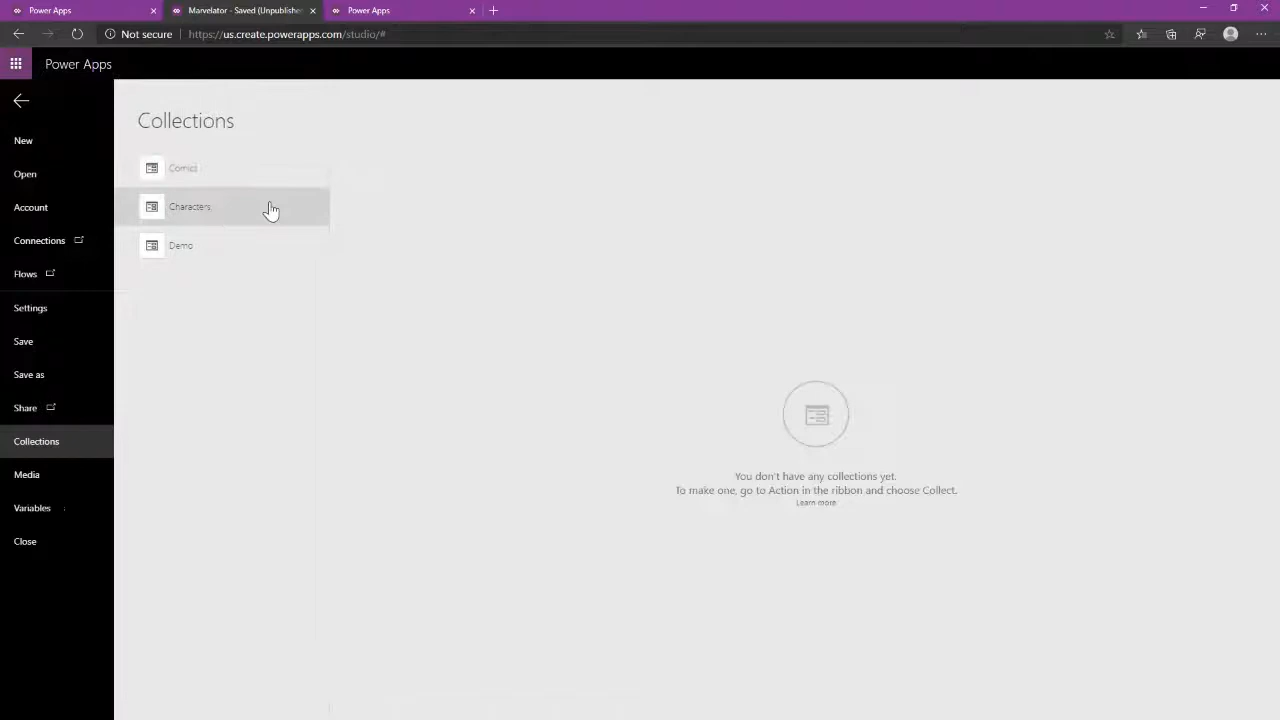 Power Apps
Marvelator - Saved (Unpublishe
Power Apps
Not secure
https://us.create.powerapps.com/studio/#
Power Apps
New
Open
Account
Connections
Flows
Settings
Save
Save as
Share
Collections
Media
Variables
Close
Collections
Comics
Characters
Demo
You don't have any collections yet.
To make one, go to Action in the ribbon and choose Collect.
Learn more